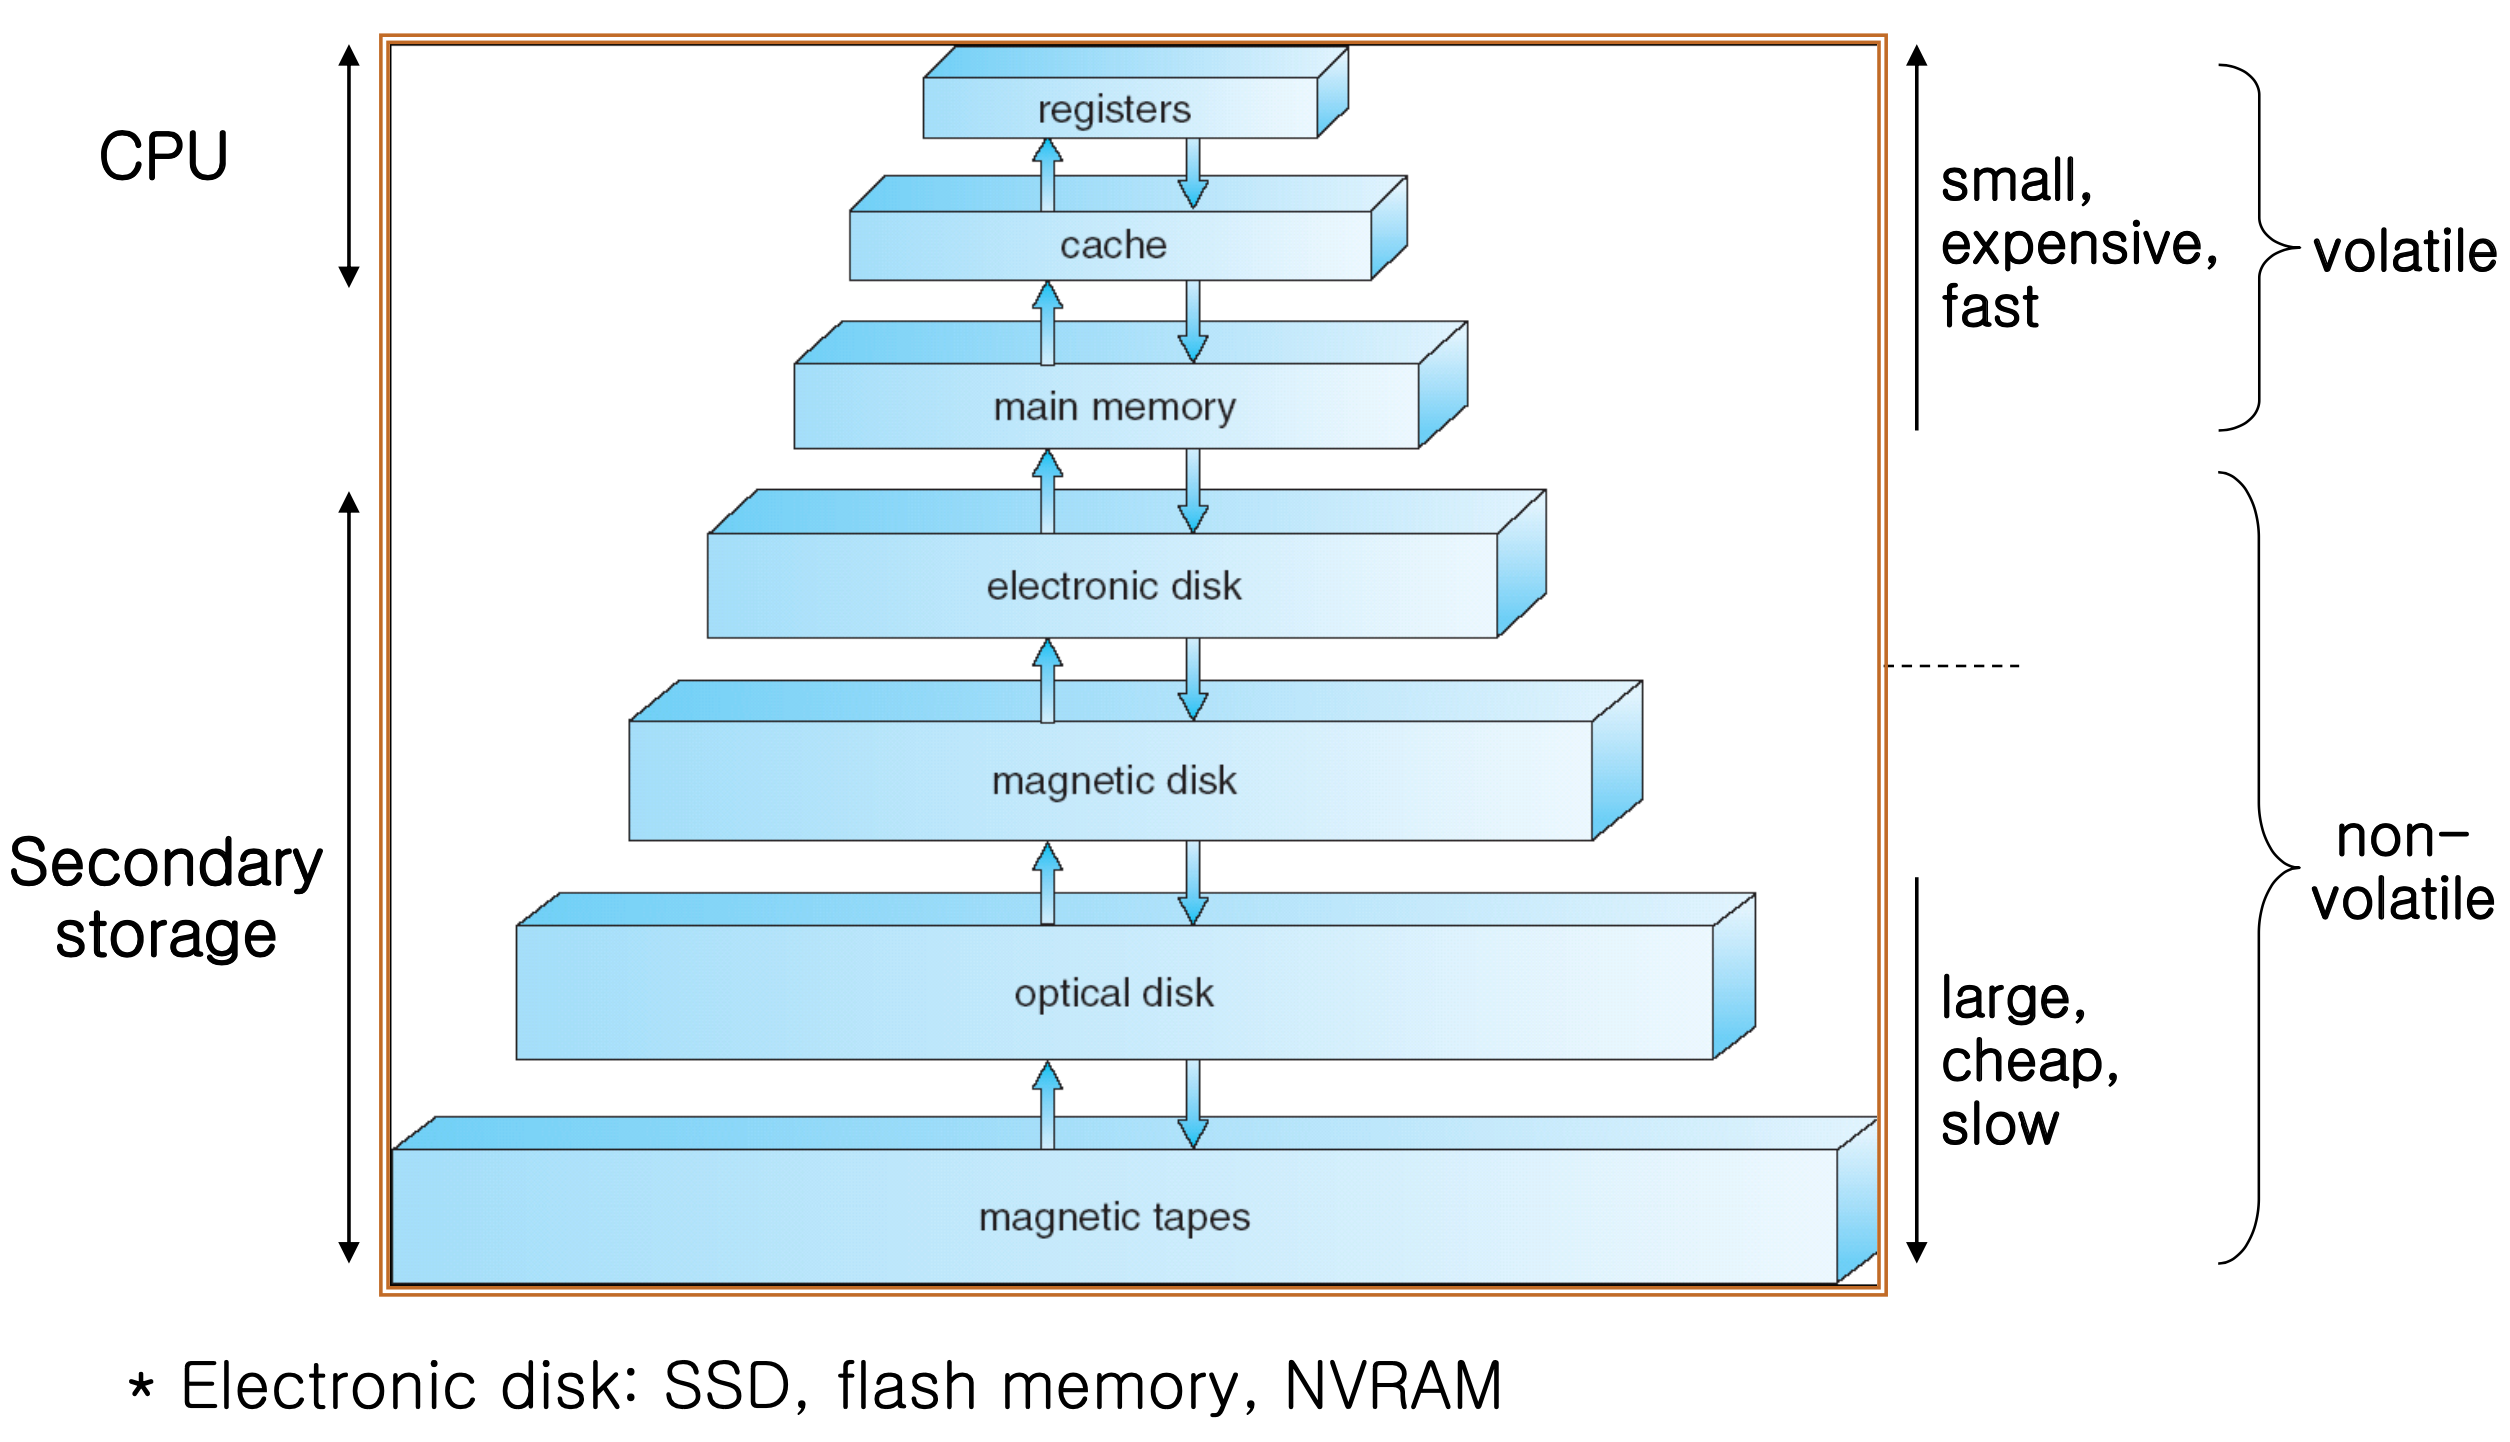 registers
CPU
small,
expensive,
fast
volatile
cache
main memory
electronic disk
magnetic disk
Secondary
storage
non-
volatile
optical disk
large,
cheap,
slow
magnetic tapes
* Electronic disk: SSD, flash memory, NVRAM